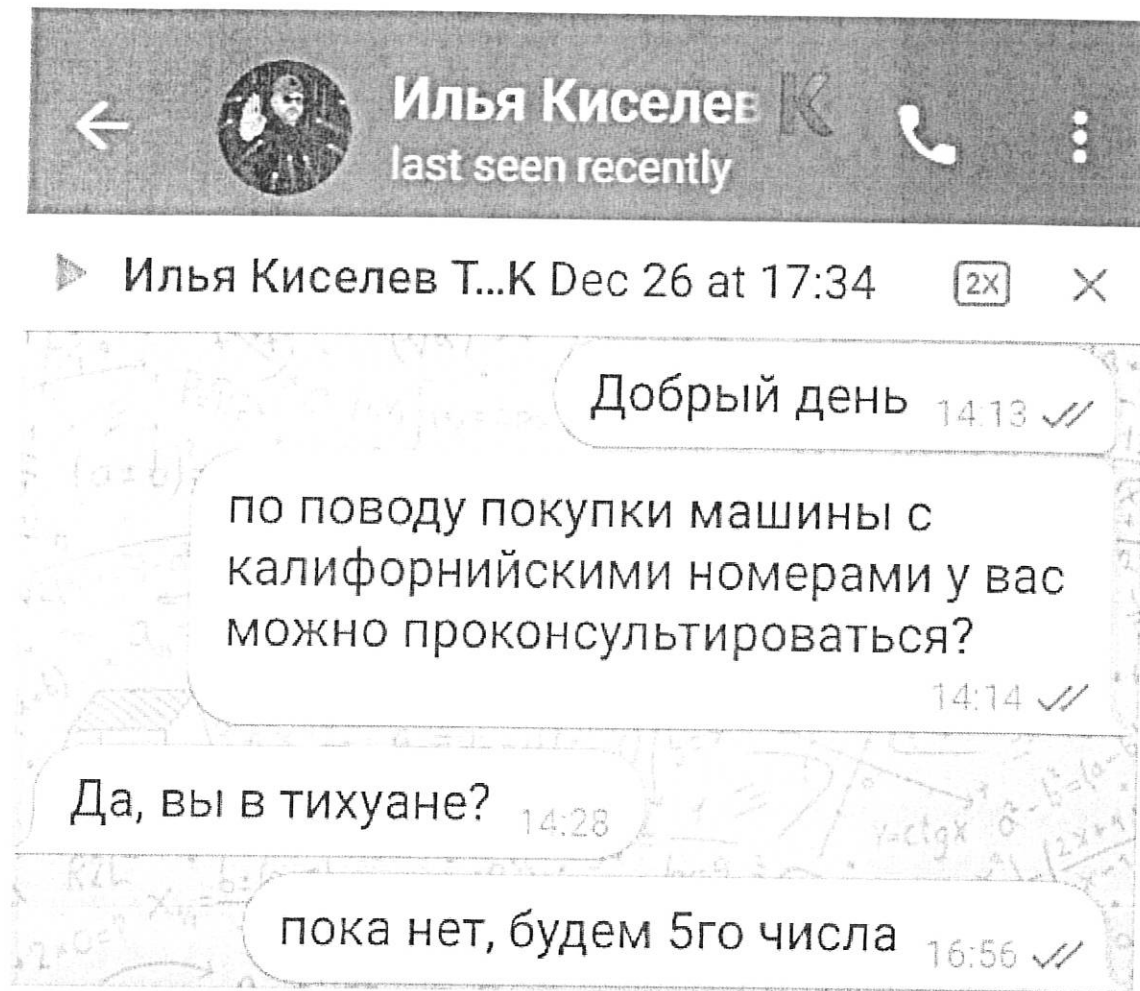 Илья Киселев K
last seen recently
Илья Киселев Т...К Dec 26 at 17:34 2X
Добрый день 14:13
по поводу покупки машины с
калифорнийскими номерами у вас
можно проконсультироваться?
14:14
Да, вы в тихуане? 14:28
y=ctgx
пока нет, будем 5го числа 16:56